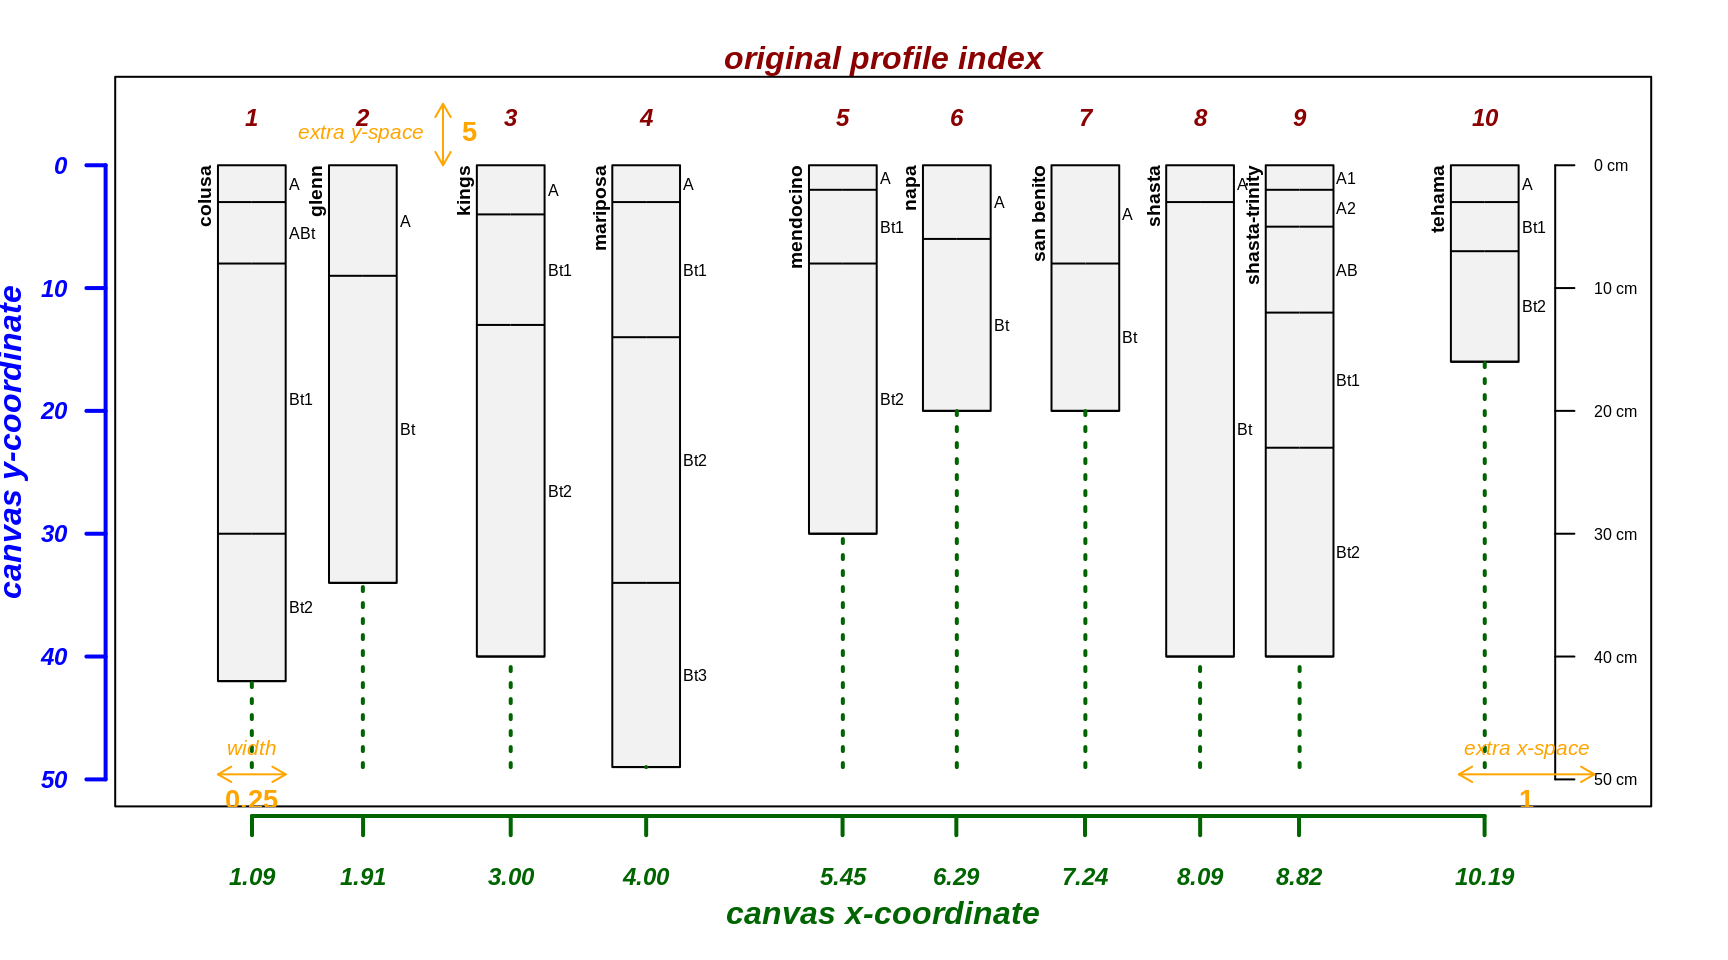 original profile index
1 2 3 4 5 6 7 8 9 10
extra y-space 5
canvas y-coordinate
0
10
20
30
40
50
colusa
A
ABt
Bt1
Bt2
glenn
A
Bt
kings
A
Bt1
Bt2
mariposa
A
Bt1
Bt2
Bt3
mendocino
A
Bt1
Bt2
napa
A
Bt
san benito
A
Bt
shasta
A
Bt
shasta-trinity
A1
A2
AB
Bt1
Bt2
tehama
A
Bt1
Bt2
0 cm
10 cm
20 cm
30 cm
40 cm
50 cm
width
0.25
extra x-space
1
1.09 1.91 3.00 4.00 5.45 6.29 7.24 8.09 8.82 10.19
canvas x-coordinate